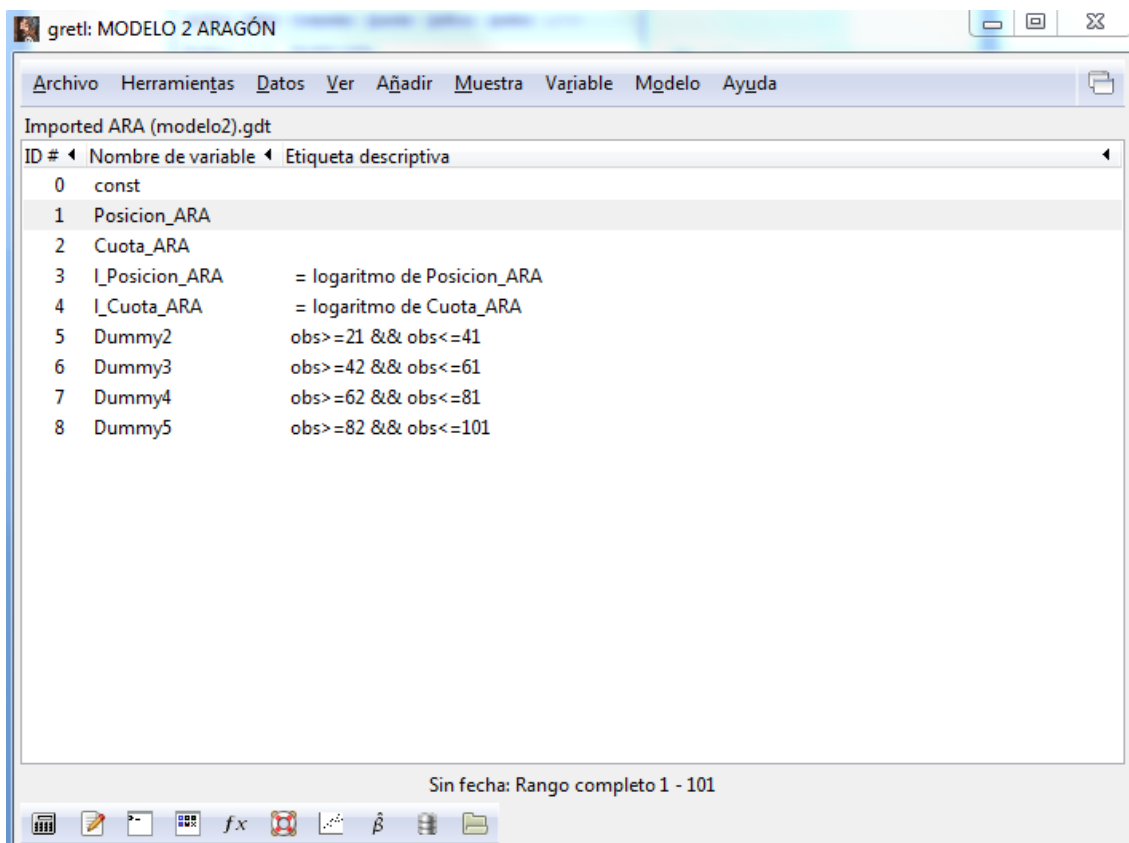 gretl: MODELO 2 ARAGÓN
Archivo Herramientas Datos Ver Añadir Muestra Variable Modelo Ayuda
Imported ARA (modelo2).gdt
ID # Nombre de variable Etiqueta descriptiva
0 const
1 Posicion_ARA
2 Cuota_ARA
3 l_Posicion_ARA = logaritmo de Posicion_ARA
4 l_Cuota_ARA = logaritmo de Cuota_ARA
5 Dummy2 obs>=21 && obs<=41
6 Dummy3 obs>=42 && obs<=61
7 Dummy4 obs>=62 && obs<=81
8 Dummy5 obs>=82 && obs<=101
Sin fecha: Rango completo 1 - 101
fx β̂